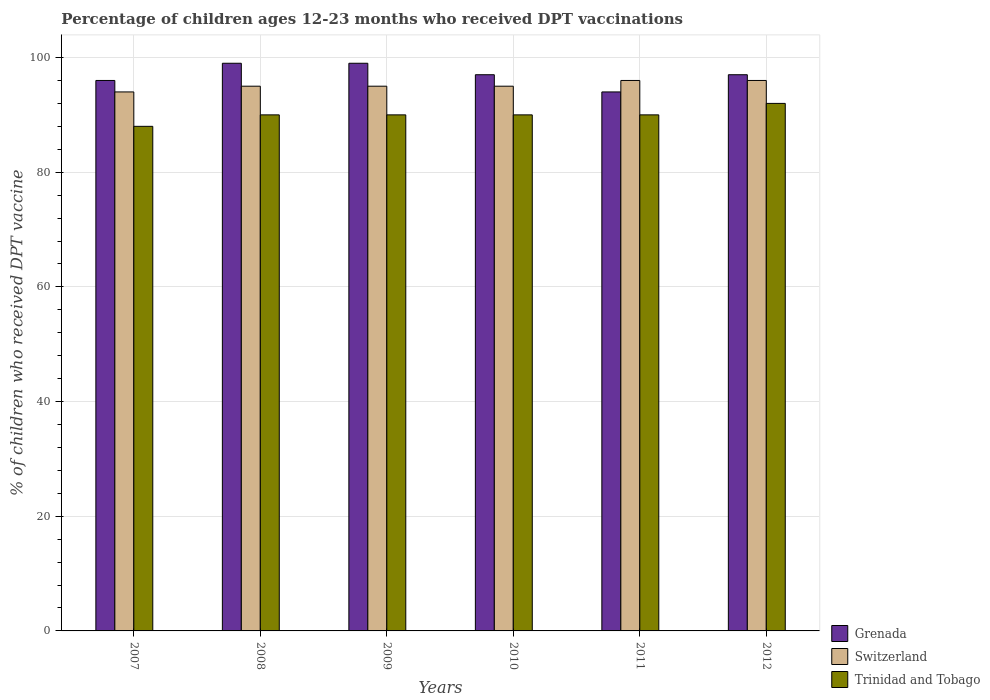 Percentage of children ages 12-23 months who received DPT vaccinations
% of children who received DPT vaccine
100
80
60
40
20
0
2007
2008
2009
2010
2011
2012
Years
Grenada
Switzerland
Trinidad and Tobago